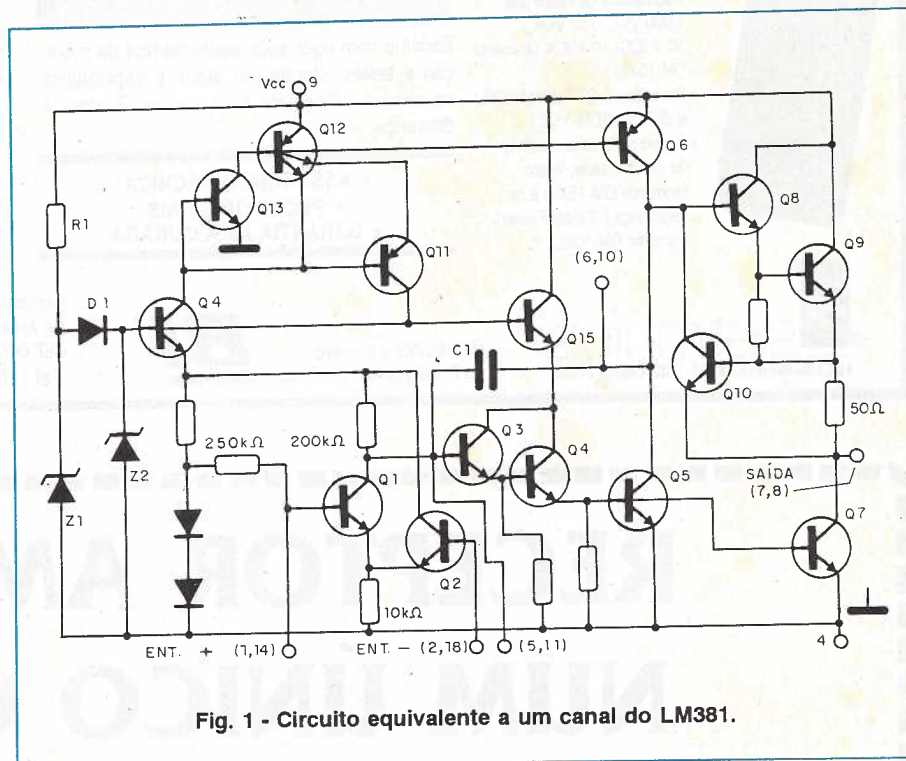 Vcc 9
Q12
Q6
Q13
Q8
R1
Q11
Q9
(6,10)
D1
Q4
Q15
C1
Q10
250kΩ
200kΩ
Q3
Q4
50Ω
Q1
Q5
SAÍDA
(7,8)
Z2
Q7
Z1
Q2
10kΩ
ENT. + (1,14)
ENT. - (2,18)
(5,11)
4
Fig. 1 - Circuito equivalente a um canal do LM381.